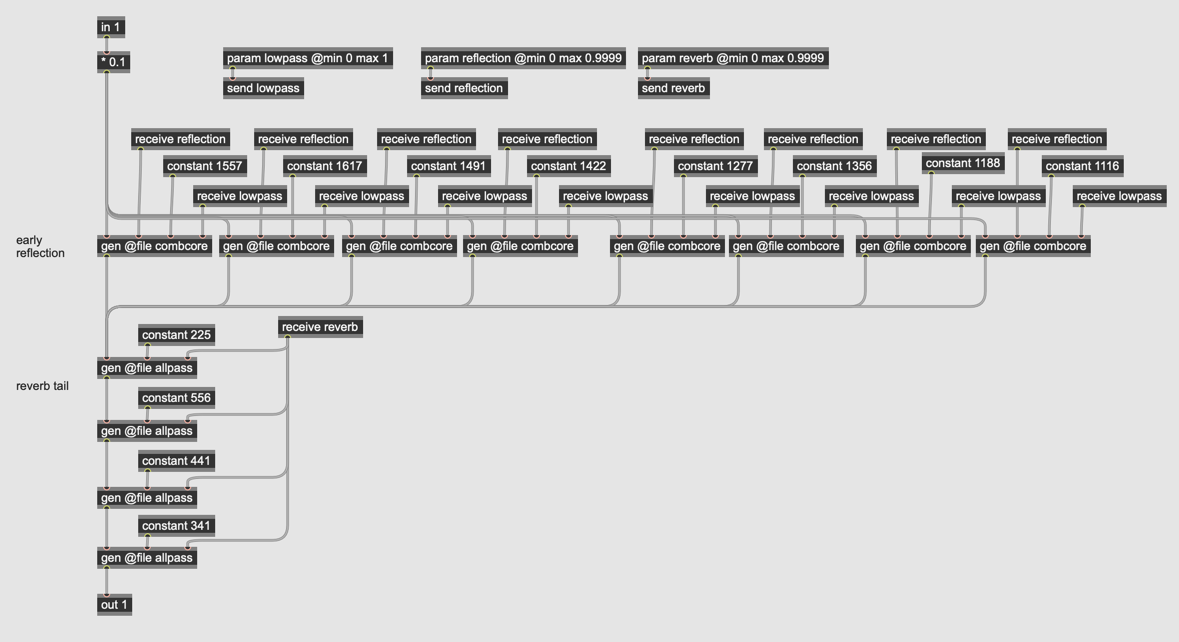 in 1
* 0.1
param lowpass @min 0 max 1
param reflection @min 0 max 0.9999
param reverb @min 0 max 0.9999
send lowpass
send reflection
send reverb
receive reflection
receive reflection
receive reflection
receive reflection
receive reflection
receive reflection
receive reflection
receive reflection
constant 1557
constant 1617
constant 1491
constant 1422
constant 1277
constant 1356
constant 1188
constant 1116
receive lowpass
receive lowpass
receive lowpass
receive lowpass
receive lowpass
receive lowpass
receive lowpass
receive lowpass
early
reflection
gen @file combcore
gen @file combcore
gen @file combcore
gen @file combcore
gen @file combcore
gen @file combcore
gen @file combcore
gen @file combcore
receive reverb
constant 225
gen @file allpass
reverb tail
constant 556
gen @file allpass
constant 441
gen @file allpass
constant 341
gen @file allpass
out 1